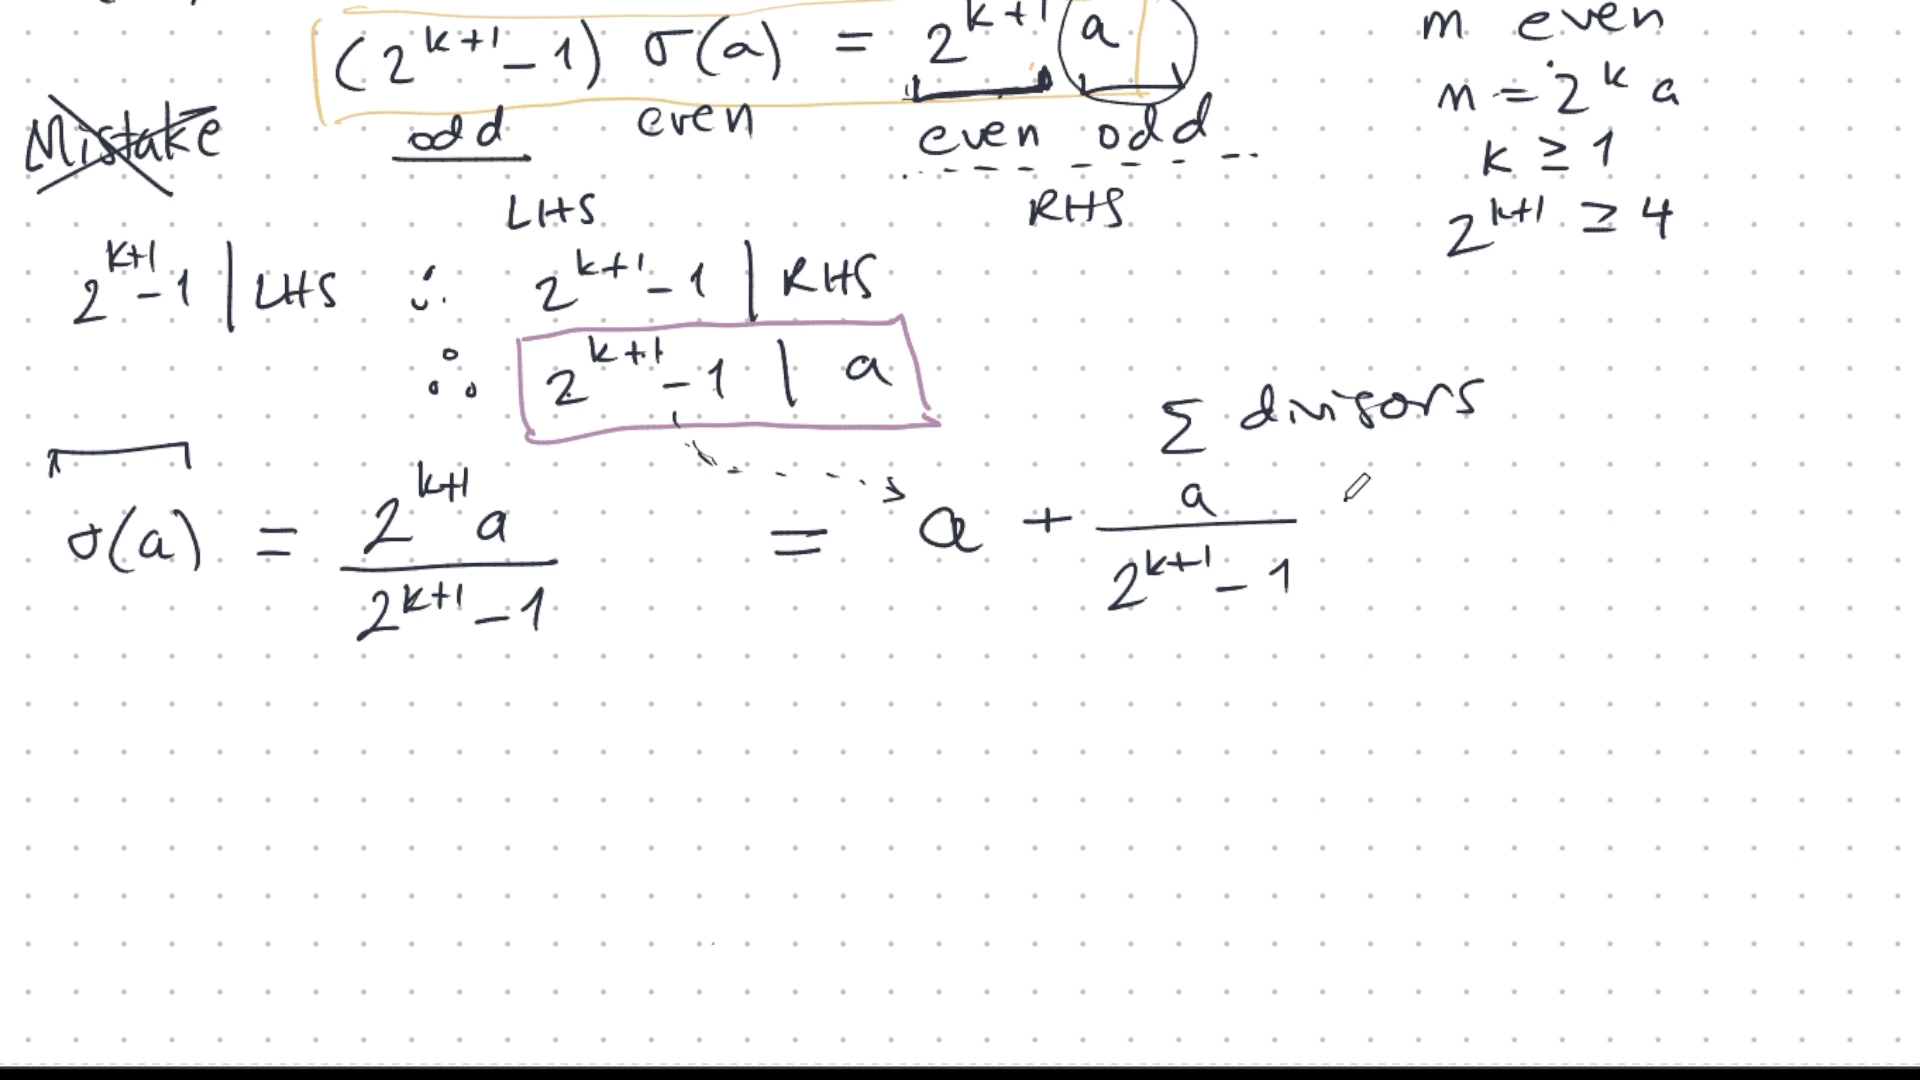 (2^{k+1} - 1) σ(a) = 2^{k+1} a
m even
m = 2^k a
Mistake
odd even even odd
k ≥ 1
LHS RHS
2^{k+1} ≥ 4
2^{k+1} - 1 | LHS ∴ 2^{k+1} - 1 | RHS
∴ 2^{k+1} - 1 | a
Σ divisors
σ(a) = \frac{2^{k+1} a}{2^{k+1} - 1} = a + \frac{a}{2^{k+1} - 1}